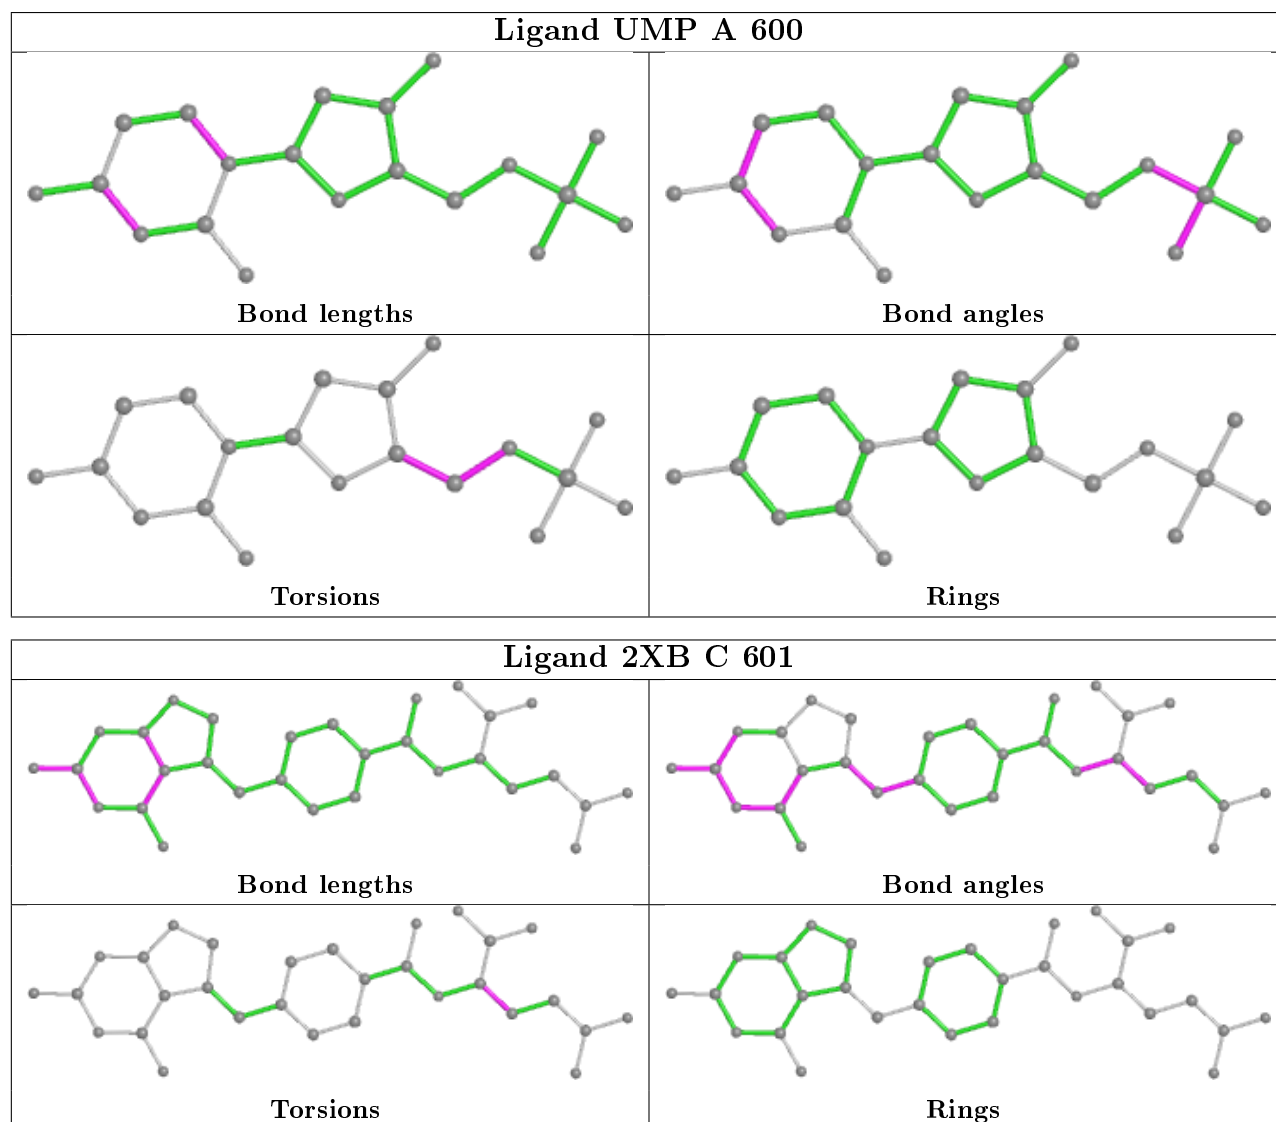 Ligand UMP A 600
Bond lengths
Bond angles
Torsions
Rings
Ligand 2XB C 601
Bond lengths
Bond angles
Torsions
Rings